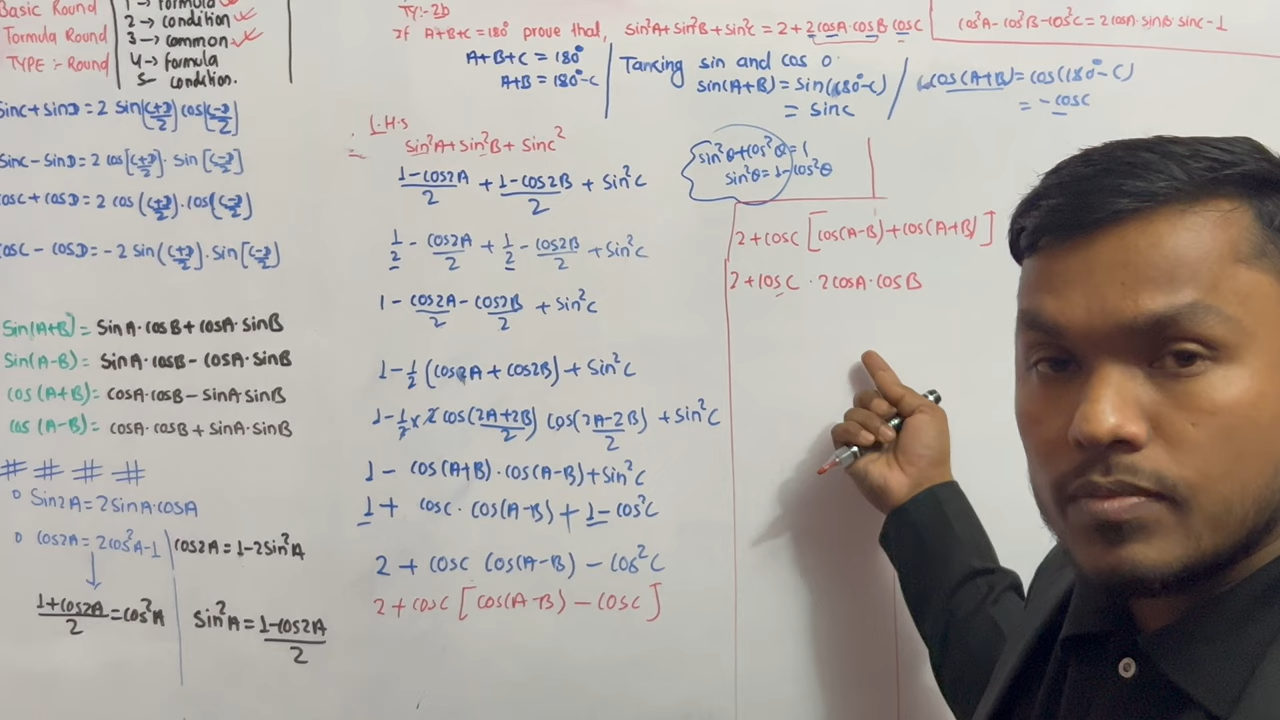 Basic Round
Formula Round
TYPE :- Round
1 → formula
2 → condition ✓
3 → common ✓
4 → formula
5 - condition.
SinC + SinD = 2 Sin(C+D/2) cos(C-D/2)
SinC - SinD = 2 cos[C+D/2] · sin[C-D/2]
cosC + cosD = 2 cos(C+D/2) · cos(C-D/2)
cosC - cosD = -2 sin(C+D/2) · sin[C-D/2]
Sin(A+B) = SinA·cosB + cosA·sinB
Sin(A-B) = SinA·cosB - cosA·sinB
cos(A+B) = cosA·cosB - sinA·sinB
cos(A-B) = cosA·cosB + sinA·sinB
# # # #
Sin2A = 2sinA·cosA
cos2A = 2cos²A-1
cos2A = 1-2sin²A
1+cos2A/2 = cos²A
sin²A = 1-cos2A/2
TY:-2b
If A+B+C = 180° prove that, sin²A+sin²B+sin²C = 2+2cosA·cosB cosC
A+B+C = 180°
A+B = 180°-C
Tanking sin and cos
sin(A+B) = sin(180°-C)
= sinC
cos(A+B) = cos(180°-C)
= -cosC
cos²A-cos²B-cos²C = 2cosA·sinB·sinC-1
L.H.S
= sin²A+sin²B+sinC²
1-cos2A/2 + 1-cos2B/2 + sin²C
1/2 - cos2A/2 + 1/2 - cos2B/2 + sin²C
1 - cos2A/2 - cos2B/2 + sin²C
1 - 1/2 (cos2A + cos2B) + sin²C
1 - 1/2 × 2 cos(2A+2B/2) cos(2A-2B/2) + sin²C
1 - cos(A+B)·cos(A-B) + sin²C
1 + cosC·cos(A-B) + 1 - cos²C
2 + cosC cos(A-B) - cos²C
2 + cosC [cos(A-B) - cosC]
sin²θ+cos²θ = 1
sin²θ = 1-cos²θ
2+cosC [cos(A-B)+cos(A+B)]
2+cosC · 2cosA·cosB